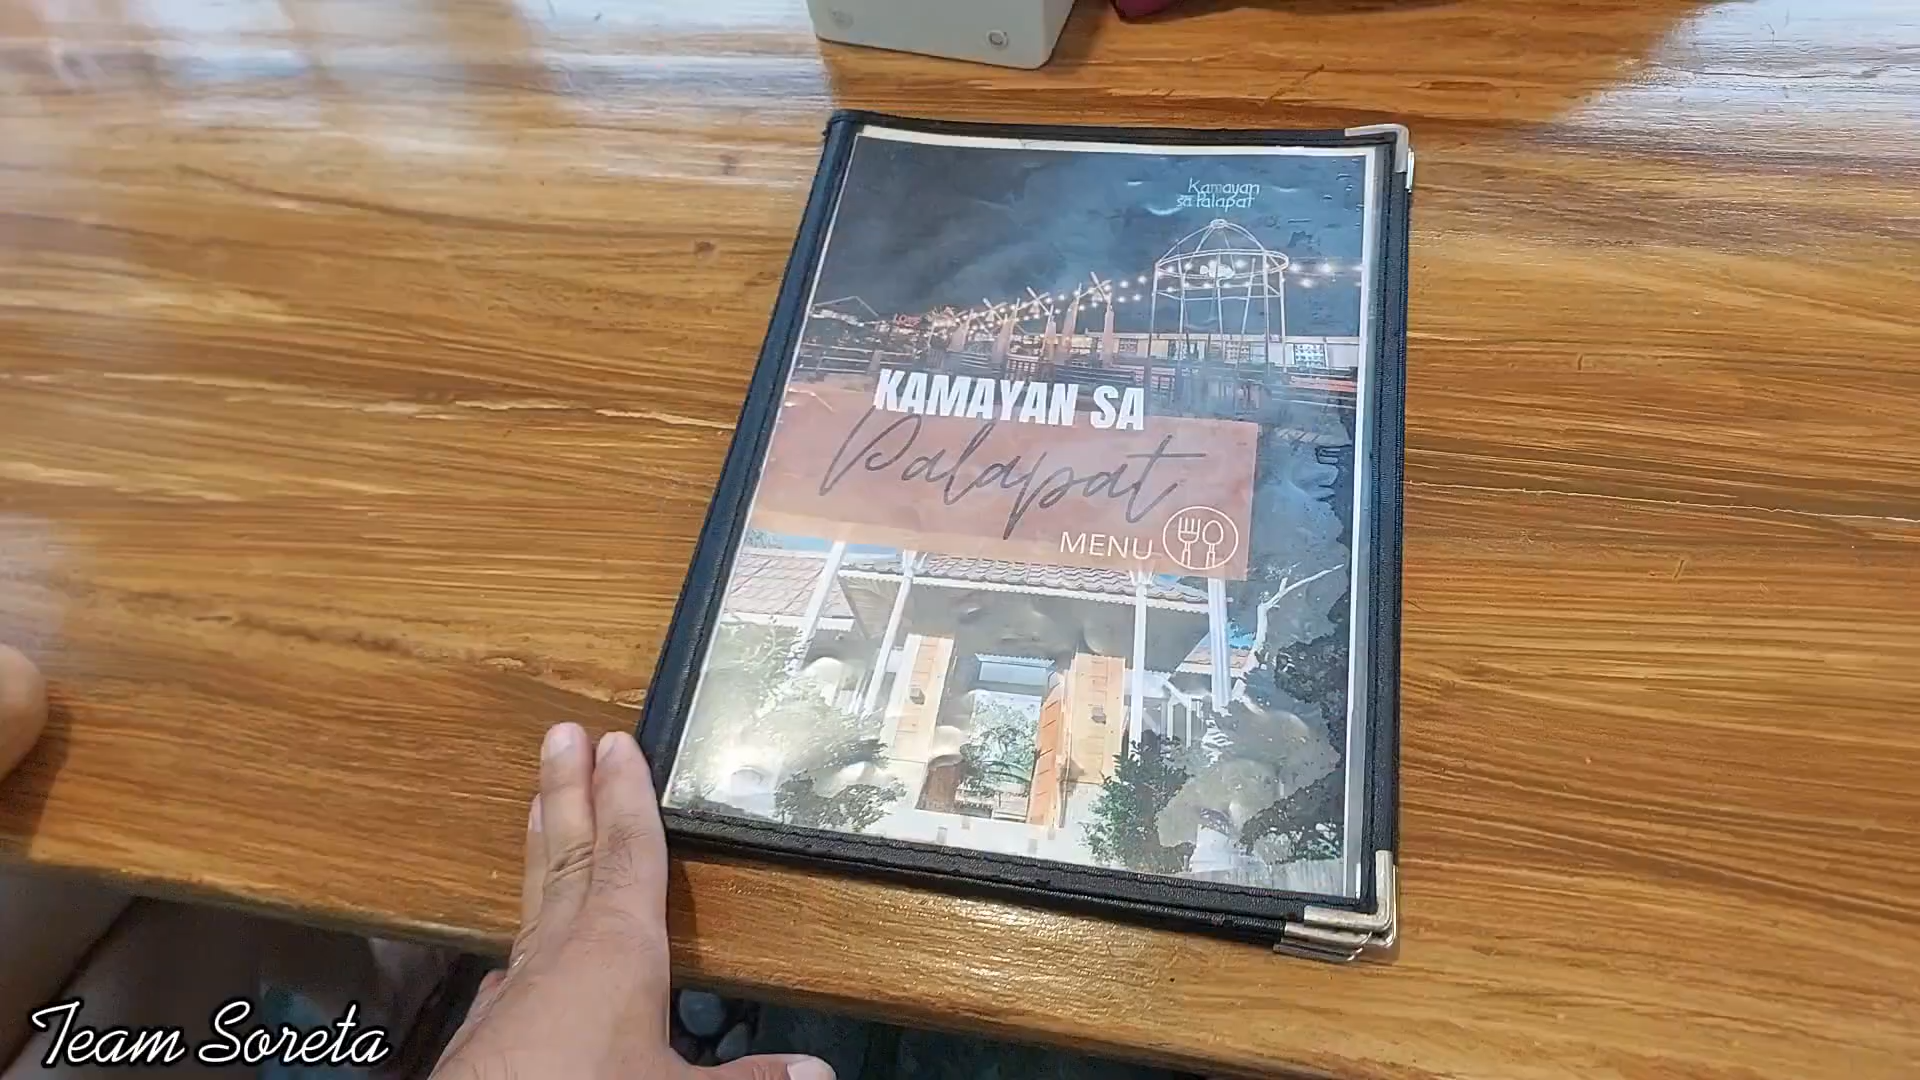 Kamayan
sa Palapat
KAMAYAN SA
Palapat
MENU
Team Soreta